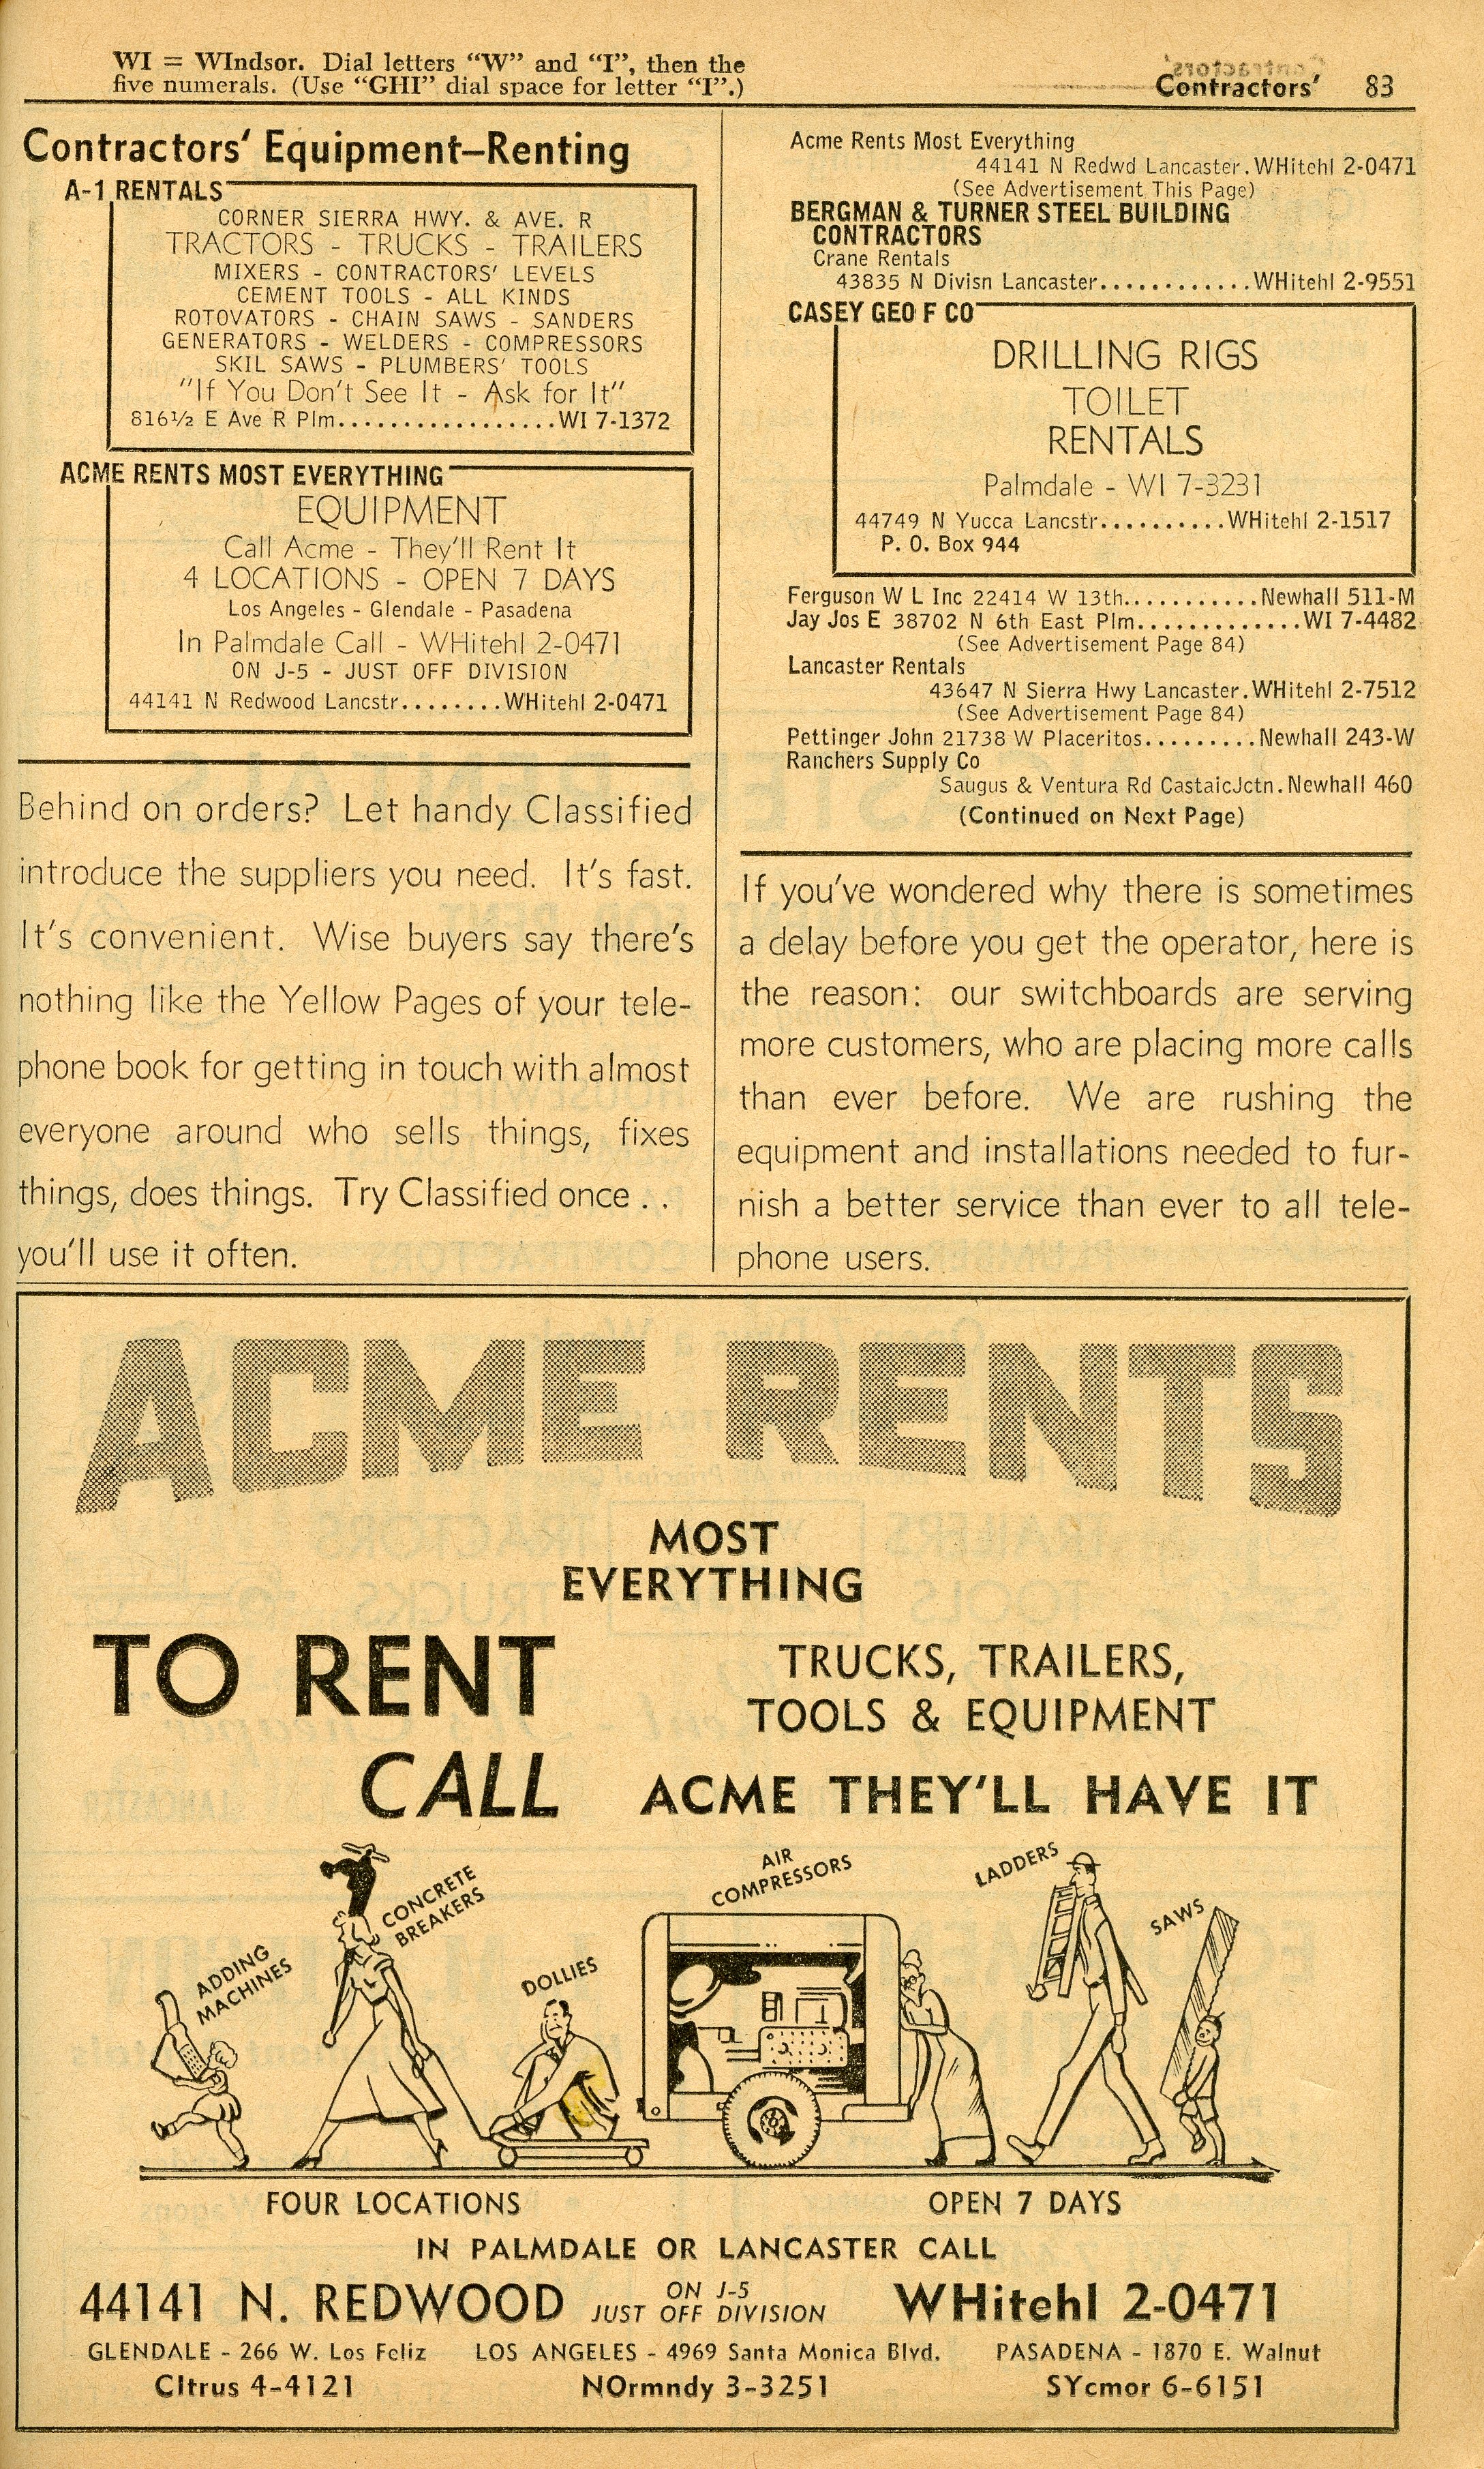 WI = WIndsor. Dial letters “W” and “I”, then the
five numerals. (Use “GHI” dial space for letter “I”.)
Contractors’ 83
Contractors’ Equipment—Renting
A-1 RENTALS
CORNER SIERRA HWY. & AVE. R
TRACTORS - TRUCKS - TRAILERS
MIXERS - CONTRACTORS’ LEVELS
CEMENT TOOLS - ALL KINDS
ROTOVATORS - CHAIN SAWS - SANDERS
GENERATORS - WELDERS - COMPRESSORS
SKIL SAWS - PLUMBERS’ TOOLS
“If You Don’t See It - Ask for It”
816½ E Ave R Plm.................WI 7-1372
ACME RENTS MOST EVERYTHING
EQUIPMENT
Call Acme - They’ll Rent It
4 LOCATIONS - OPEN 7 DAYS
Los Angeles - Glendale - Pasadena
In Palmdale Call - WHitehl 2-0471
ON J-5 - JUST OFF DIVISION
44141 N Redwood Lancstr........WHitehl 2-0471
Behind on orders? Let handy Classified
introduce the suppliers you need. It’s fast.
It’s convenient. Wise buyers say there’s
nothing like the Yellow Pages of your tele-
phone book for getting in touch with almost
everyone around who sells things, fixes
things, does things. Try Classified once . .
you’ll use it often.
Acme Rents Most Everything
44141 N Redwd Lancaster.WHitehl 2-0471
(See Advertisement This Page)
BERGMAN & TURNER STEEL BUILDING
CONTRACTORS
Crane Rentals
43835 N Divisn Lancaster............WHitehl 2-9551
CASEY GEO F CO
DRILLING RIGS
TOILET
RENTALS
Palmdale - WI 7-3231
44749 N Yucca Lancstr..........WHitehl 2-1517
P. O. Box 944
Ferguson W L Inc 22414 W 13th...........Newhall 511-M
Jay Jos E 38702 N 6th East Plm.............WI 7-4482
(See Advertisement Page 84)
Lancaster Rentals
43647 N Sierra Hwy Lancaster.WHitehl 2-7512
(See Advertisement Page 84)
Pettinger John 21738 W Placeritos.........Newhall 243-W
Ranchers Supply Co
Saugus & Ventura Rd CastaicJctn.Newhall 460
(Continued on Next Page)
If you’ve wondered why there is sometimes
a delay before you get the operator, here is
the reason: our switchboards are serving
more customers, who are placing more calls
than ever before. We are rushing the
equipment and installations needed to fur-
nish a better service than ever to all tele-
phone users.
ACME RENTS
MOST
EVERYTHING
TO RENT
CALL
TRUCKS, TRAILERS,
TOOLS & EQUIPMENT
ACME THEY’LL HAVE IT
ADDING
MACHINES
CONCRETE
BREAKERS
DOLLIES
AIR
COMPRESSORS
LADDERS
SAWS
FOUR LOCATIONS
OPEN 7 DAYS
IN PALMDALE OR LANCASTER CALL
44141 N. REDWOOD
ON J-5
JUST OFF DIVISION
WHitehl 2-0471
GLENDALE - 266 W. Los Feliz
LOS ANGELES - 4969 Santa Monica Blvd.
PASADENA - 1870 E. Walnut
CItrus 4-4121
NOrmndy 3-3251
SYcmor 6-6151